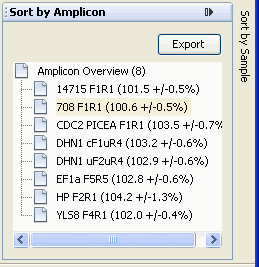 Sort by Amplicon
Export
Amplicon Overview (8)
14715 F1R1 (101.5 +/-0.5%)
708 F1R1 (100.6 +/-0.5%)
CDC2 PICEA F1R1 (103.5 +/-0.7%
DHN1 cF1uR4 (103.2 +/-0.6%)
DHN1 uF2uR4 (102.9 +/-0.6%)
EF1a F5R5 (102.8 +/-0.6%)
HP F2R1 (104.2 +/-1.3%)
YLS8 F4R1 (102.0 +/-0.4%)
Sort by Sample